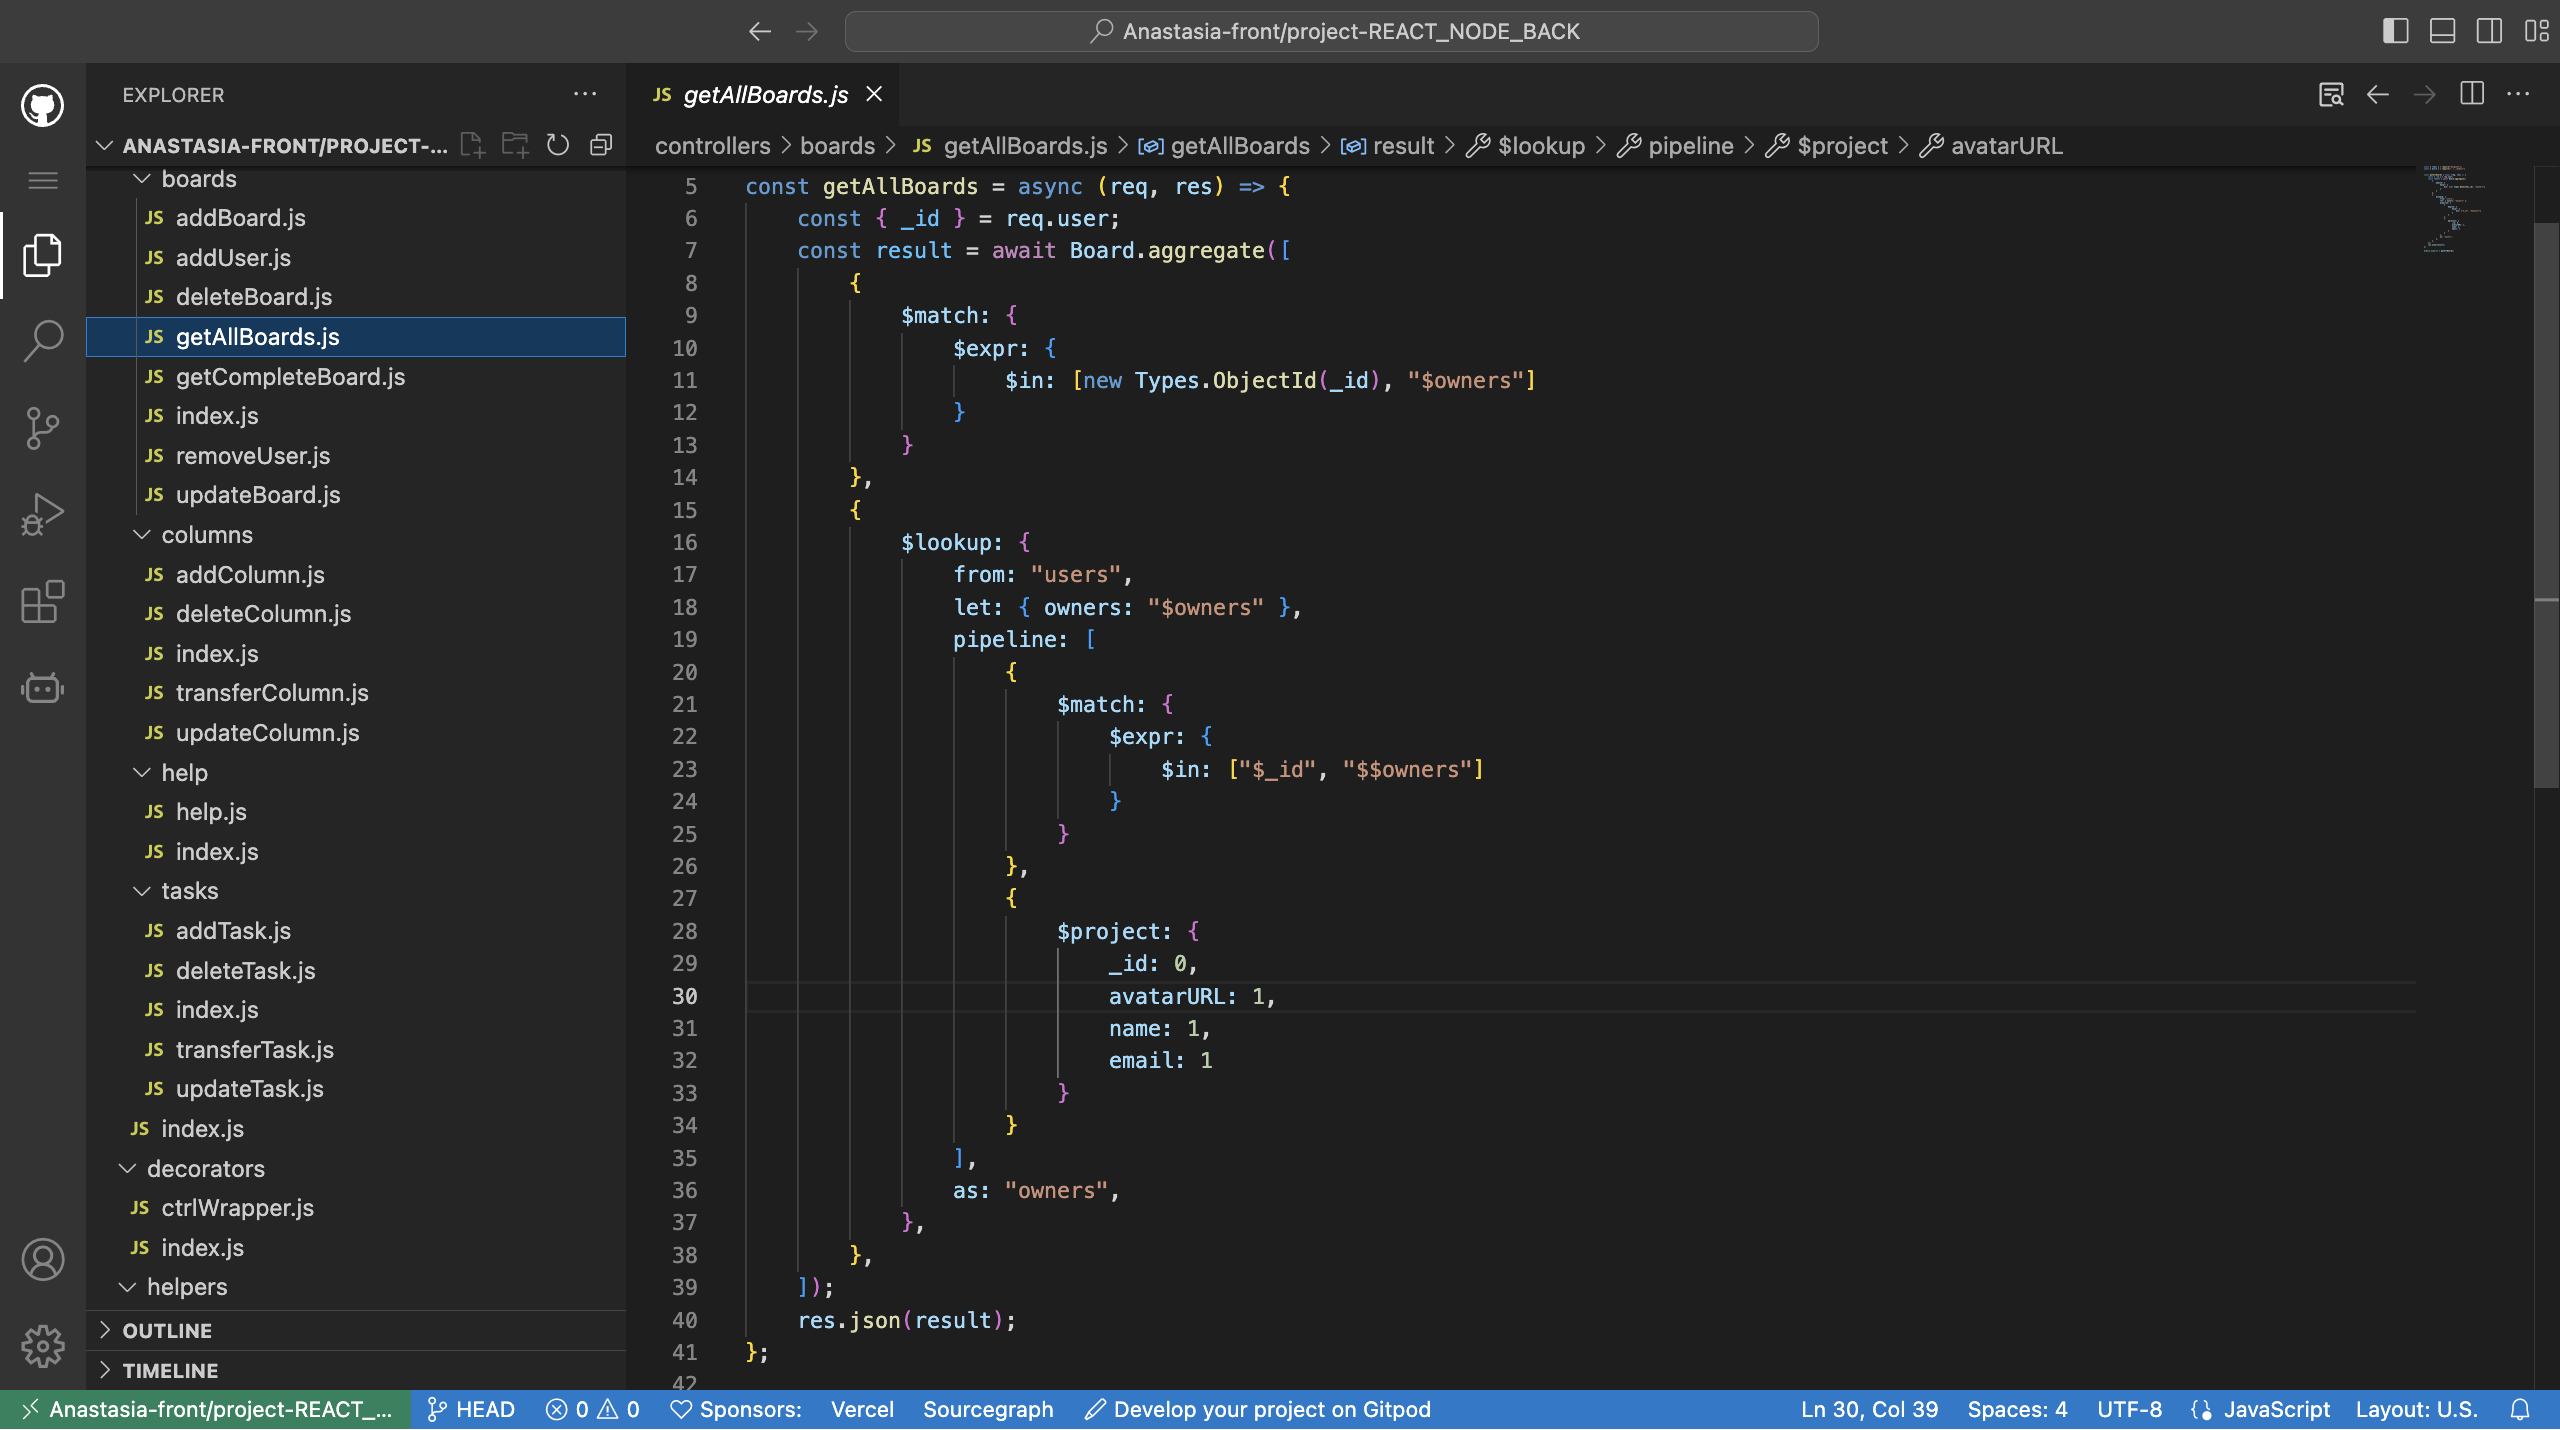 Anastasia-front/project-REACT_NODE_BACK
EXPLORER
ANASTASIA-FRONT/PROJECT-...
boards
JS addBoard.js
JS addUser.js
JS deleteBoard.js
JS getAllBoards.js
JS getCompleteBoard.js
JS index.js
JS removeUser.js
JS updateBoard.js
columns
JS addColumn.js
JS deleteColumn.js
JS index.js
JS transferColumn.js
JS updateColumn.js
help
JS help.js
JS index.js
tasks
JS addTask.js
JS deleteTask.js
JS index.js
JS transferTask.js
JS updateTask.js
JS index.js
decorators
JS ctrlWrapper.js
JS index.js
helpers
OUTLINE
TIMELINE
JS getAllBoards.js
controllers > boards > JS getAllBoards.js > getAllBoards > result > $lookup > pipeline > $project > avatarURL
5 const getAllBoards = async (req, res) => {
6 const { _id } = req.user;
7 const result = await Board.aggregate([
8 {
9 $match: {
10 $expr: {
11 $in: [new Types.ObjectId(_id), "$owners"]
12 }
13 }
14 },
15 {
16 $lookup: {
17 from: "users",
18 let: { owners: "$owners" },
19 pipeline: [
20 {
21 $match: {
22 $expr: {
23 $in: ["$_id", "$$owners"]
24 }
25 }
26 },
27 {
28 $project: {
29 _id: 0,
30 avatarURL: 1,
31 name: 1,
32 email: 1
33 }
34 }
35 ],
36 as: "owners",
37 },
38 },
39 ]);
40 res.json(result);
41 };
42
Anastasia-front/project-REACT_... HEAD 0 0 Sponsors: Vercel Sourcegraph Develop your project on Gitpod Ln 30, Col 39 Spaces: 4 UTF-8 JavaScript Layout: U.S.